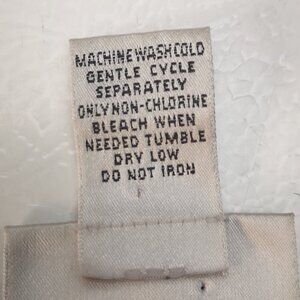 MACHINE WASH COLD
GENTLE CYCLE
SEPARATELY
ONLY NON-CHLORINE
BLEACH WHEN
NEEDED TUMBLE
DRY LOW
DO NOT IRON